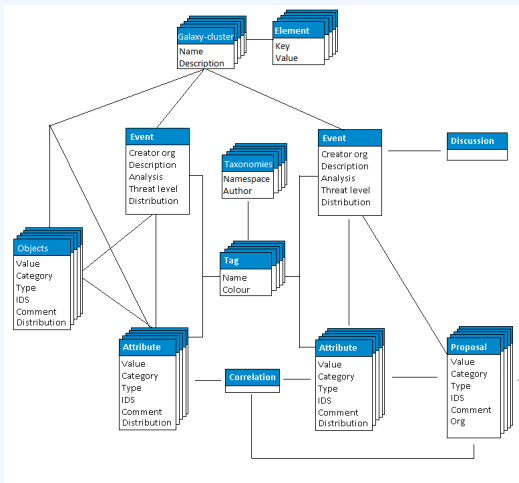 Galaxy-cluster
Name
Description
Element
Key
Value
Event
Creator org
Description
Analysis
Threat level
Distribution
Taxonomies
Namespace
Author
Event
Creator org
Description
Analysis
Threat level
Distribution
Discussion
Objects
Value
Category
Type
IDS
Comment
Distribution
Tag
Name
Colour
Attribute
Value
Category
Type
IDS
Comment
Distribution
Correlation
Attribute
Value
Category
Type
IDS
Comment
Distribution
Proposal
Value
Category
Type
IDS
Comment
Org